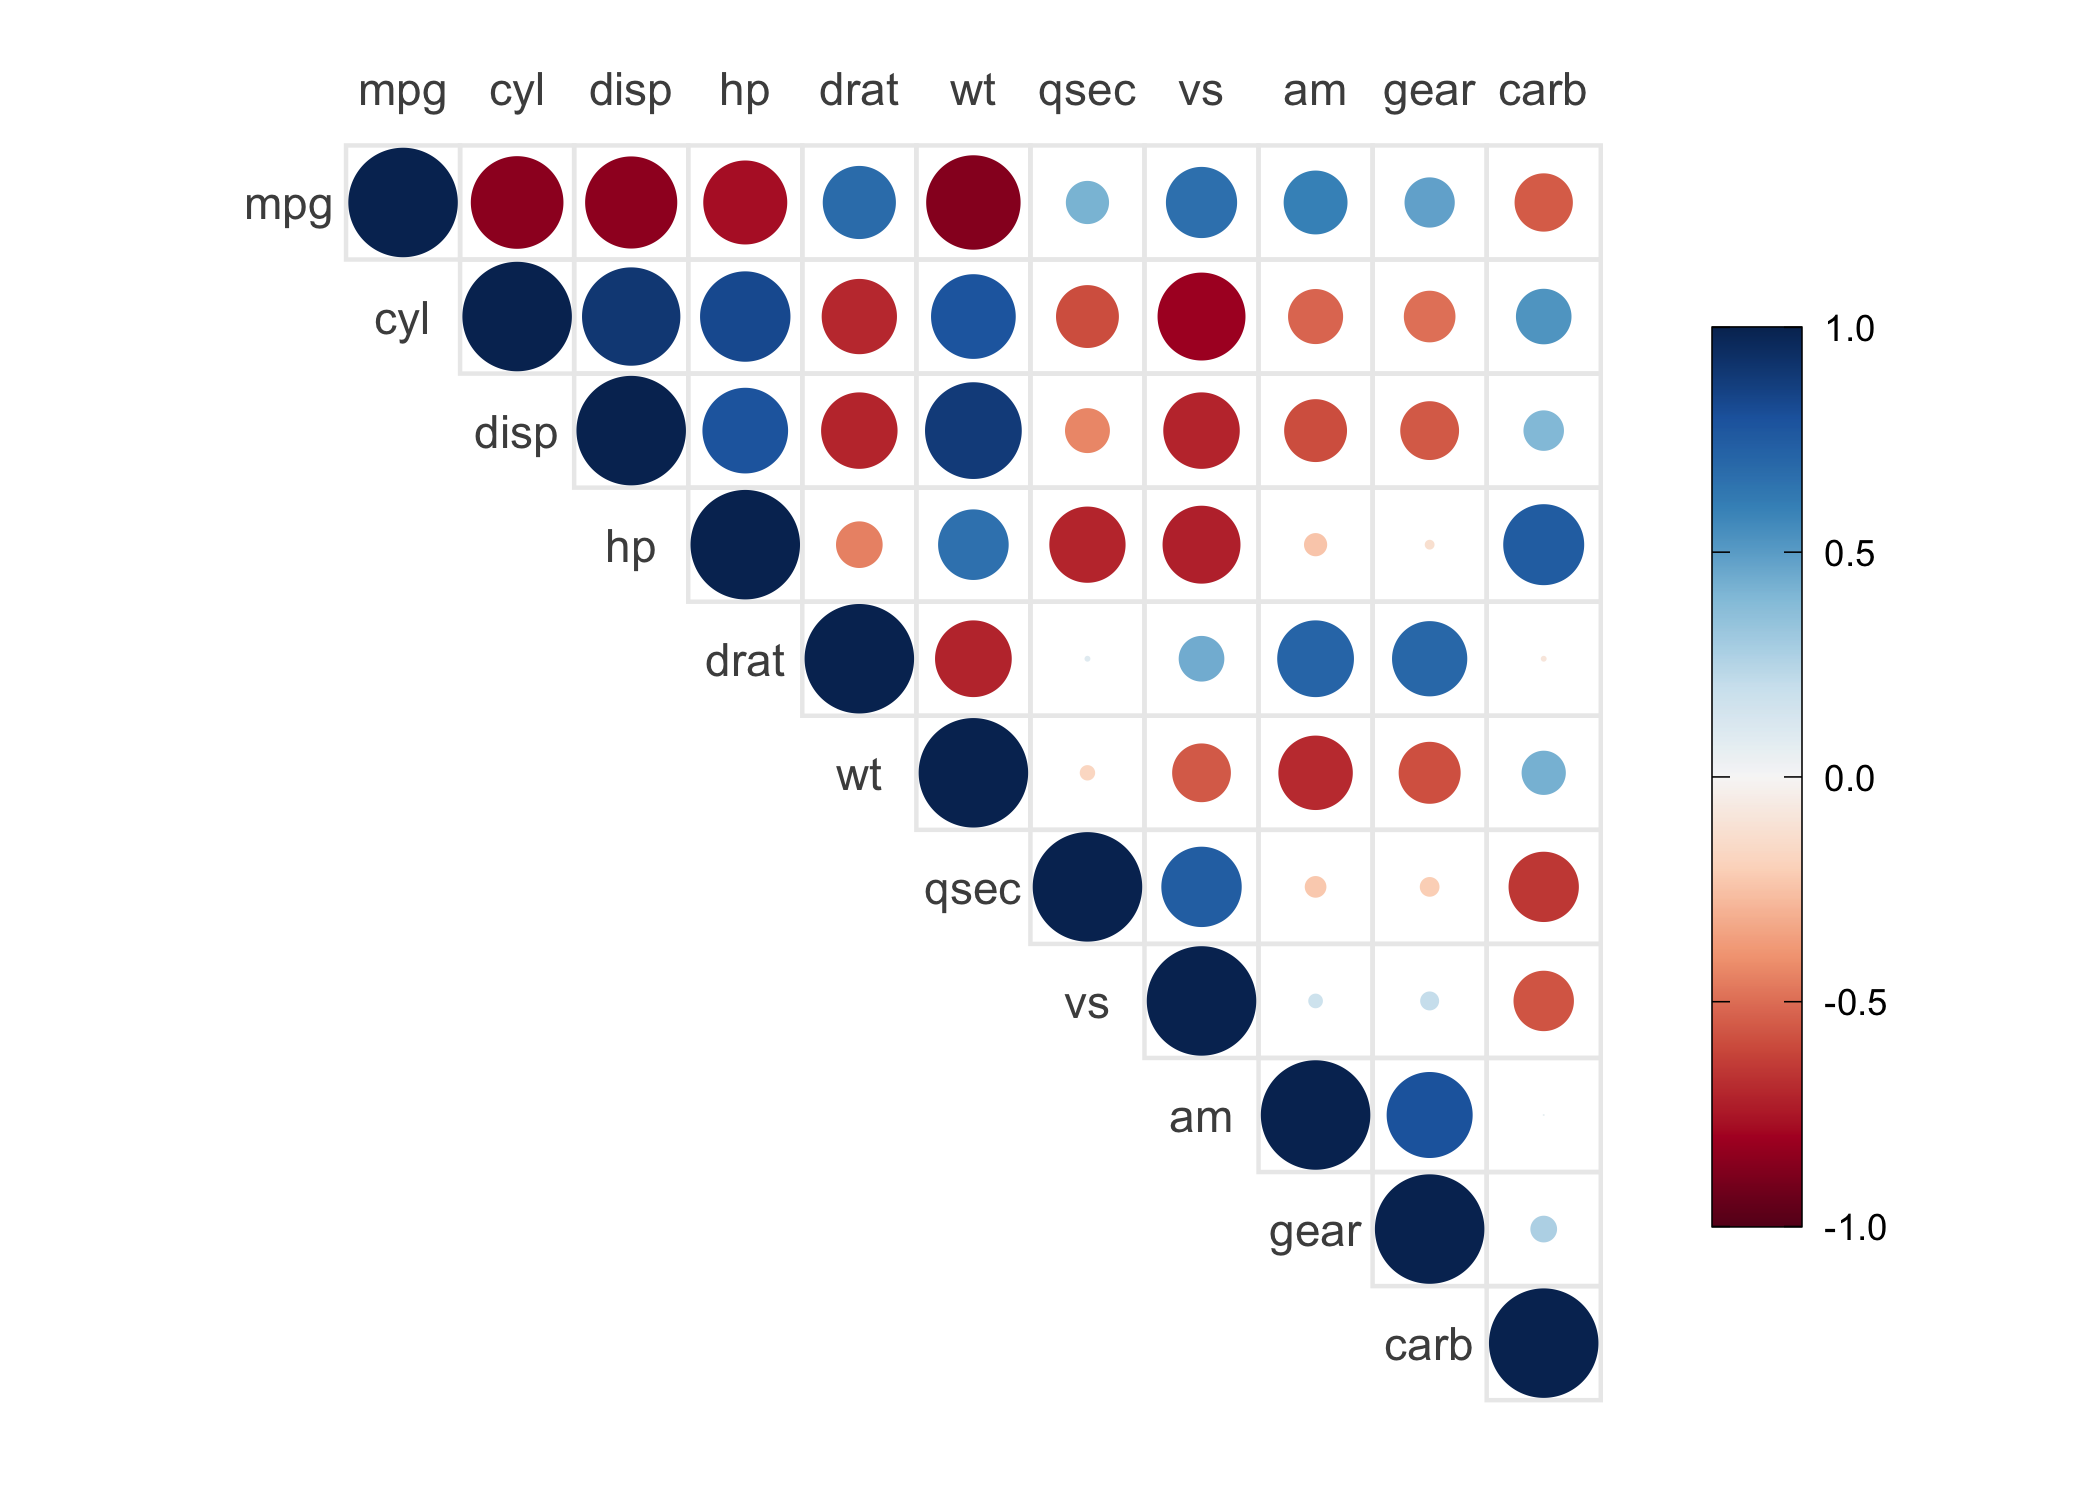 mpg cyl disp hp drat wt qsec vs am gear carb
mpg
cyl
1.0
disp
hp
0.5
drat
wt
0.0
qsec
vs
-0.5
am
gear
-1.0
carb